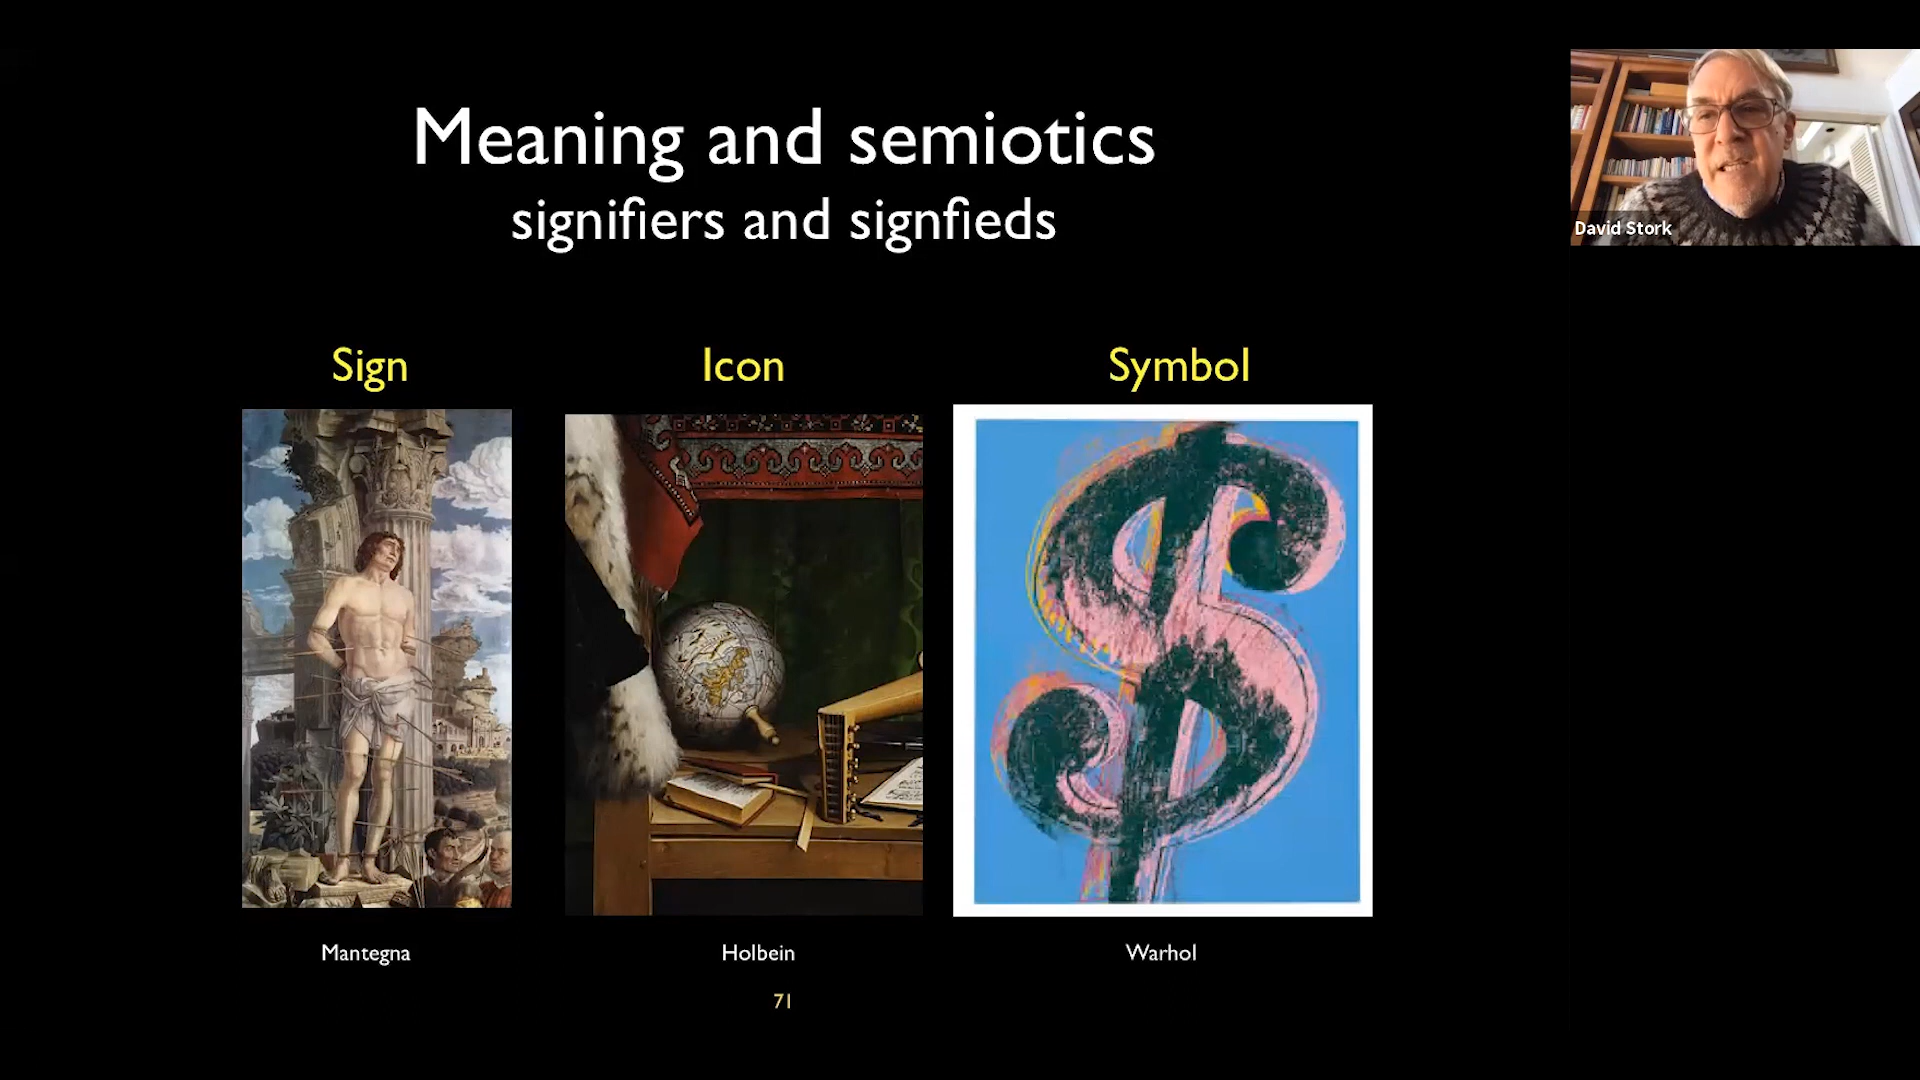 Meaning and semiotics
signifiers and signfieds
Sign
Icon
Symbol
Mantegna
Holbein
Warhol
71
David Stork